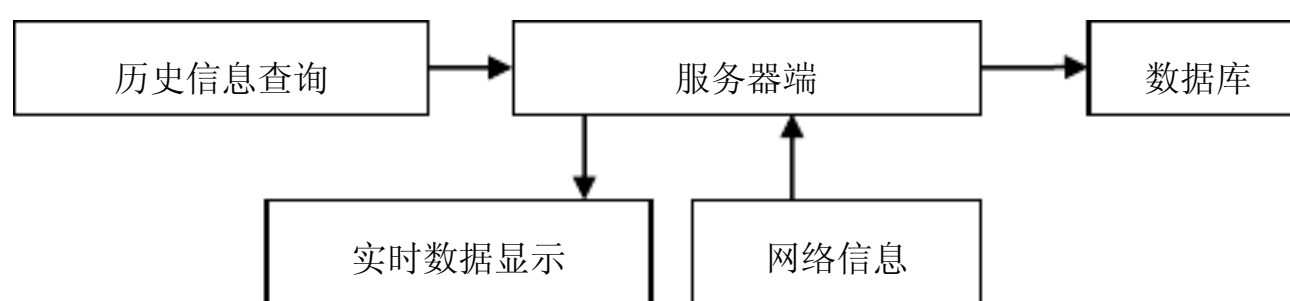 历史信息查询
服务器端
数据库
实时数据显示
网络信息